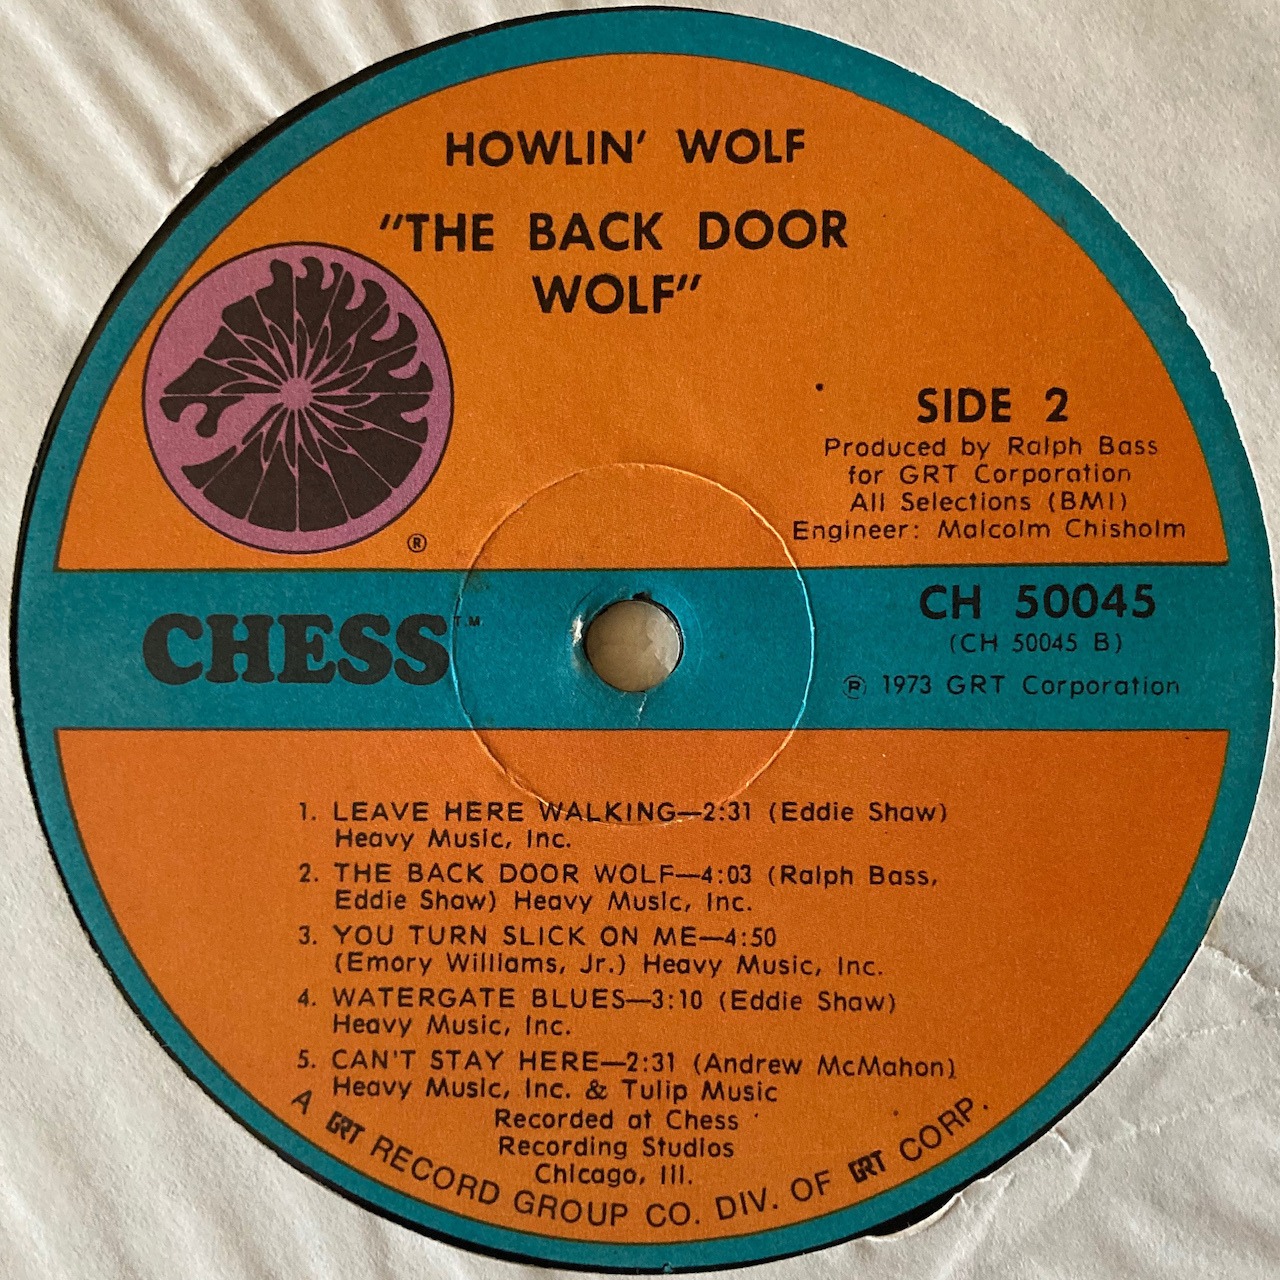 HOWLIN' WOLF
"THE BACK DOOR
WOLF"
SIDE 2
Produced by Ralph Bass
for GRT Corporation
All Selections (BMI)
Engineer: Malcolm Chisholm
®
CHESS™
CH 50045
(CH 50045 B)
℗ 1973 GRT Corporation
1. LEAVE HERE WALKING—2:31 (Eddie Shaw)
Heavy Music, Inc.
2. THE BACK DOOR WOLF—4:03 (Ralph Bass,
Eddie Shaw) Heavy Music, Inc.
3. YOU TURN SLICK ON ME—4:50
(Emory Williams, Jr.) Heavy Music, Inc.
4. WATERGATE BLUES—3:10 (Eddie Shaw)
Heavy Music, Inc.
5. CAN'T STAY HERE—2:31 (Andrew McMahon)
Heavy Music, Inc. & Tulip Music
Recorded at Chess
Recording Studios
Chicago, Ill.
A GRT RECORD GROUP CO. DIV. OF GRT CORP.